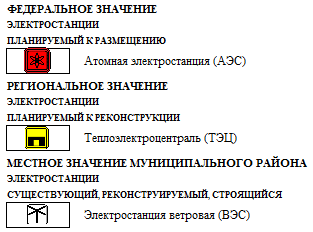 ФЕДЕРАЛЬНОЕ ЗНАЧЕНИЕ
ЭЛЕКТРОСТАНЦИИ
ПЛАНИРУЕМЫЙ К РАЗМЕЩЕНИЮ
Атомная электростанция (АЭС)
РЕГИОНАЛЬНОЕ ЗНАЧЕНИЕ
ЭЛЕКТРОСТАНЦИИ
ПЛАНИРУЕМЫЙ К РЕКОНСТРУКЦИИ
Теплоэлектроцентраль (ТЭЦ)
МЕСТНОЕ ЗНАЧЕНИЕ МУНИЦИПАЛЬНОГО РАЙОНА
ЭЛЕКТРОСТАНЦИИ
СУЩЕСТВУЮЩИЙ, РЕКОНСТРУИРУЕМЫЙ, СТРОЯЩИЙСЯ
Электростанция ветровая (ВЭС)